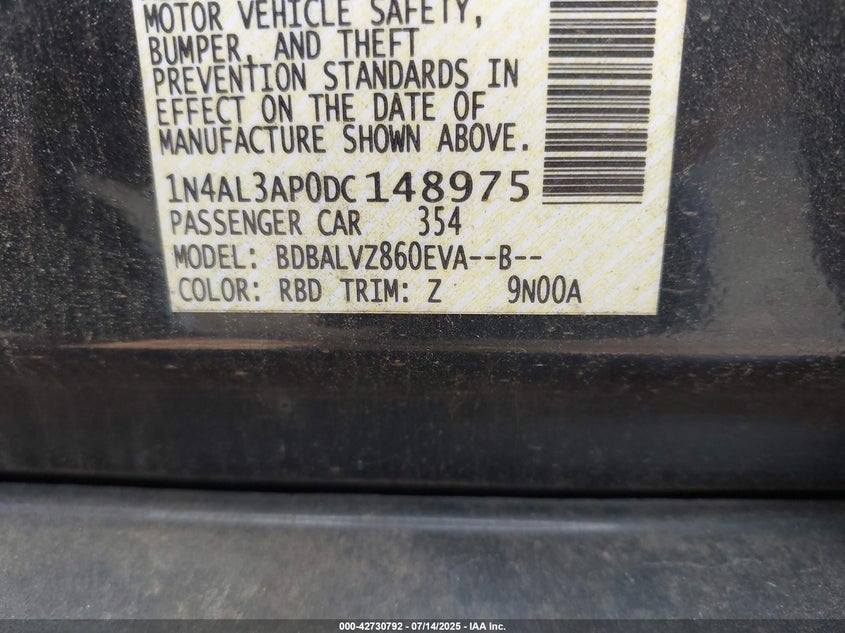 MOTOR VEHICLE SAFETY,
BUMPER, AND THEFT
PREVENTION STANDARDS IN
EFFECT ON THE DATE OF
MANUFACTURE SHOWN ABOVE.
1N4AL3AP0DC148975
PASSENGER CAR 354
MODEL: BDBALVZ860EVA--B--
COLOR: RBD TRIM: Z 9N00A
000-42730792 - 07/14/2025 - IAA Inc.